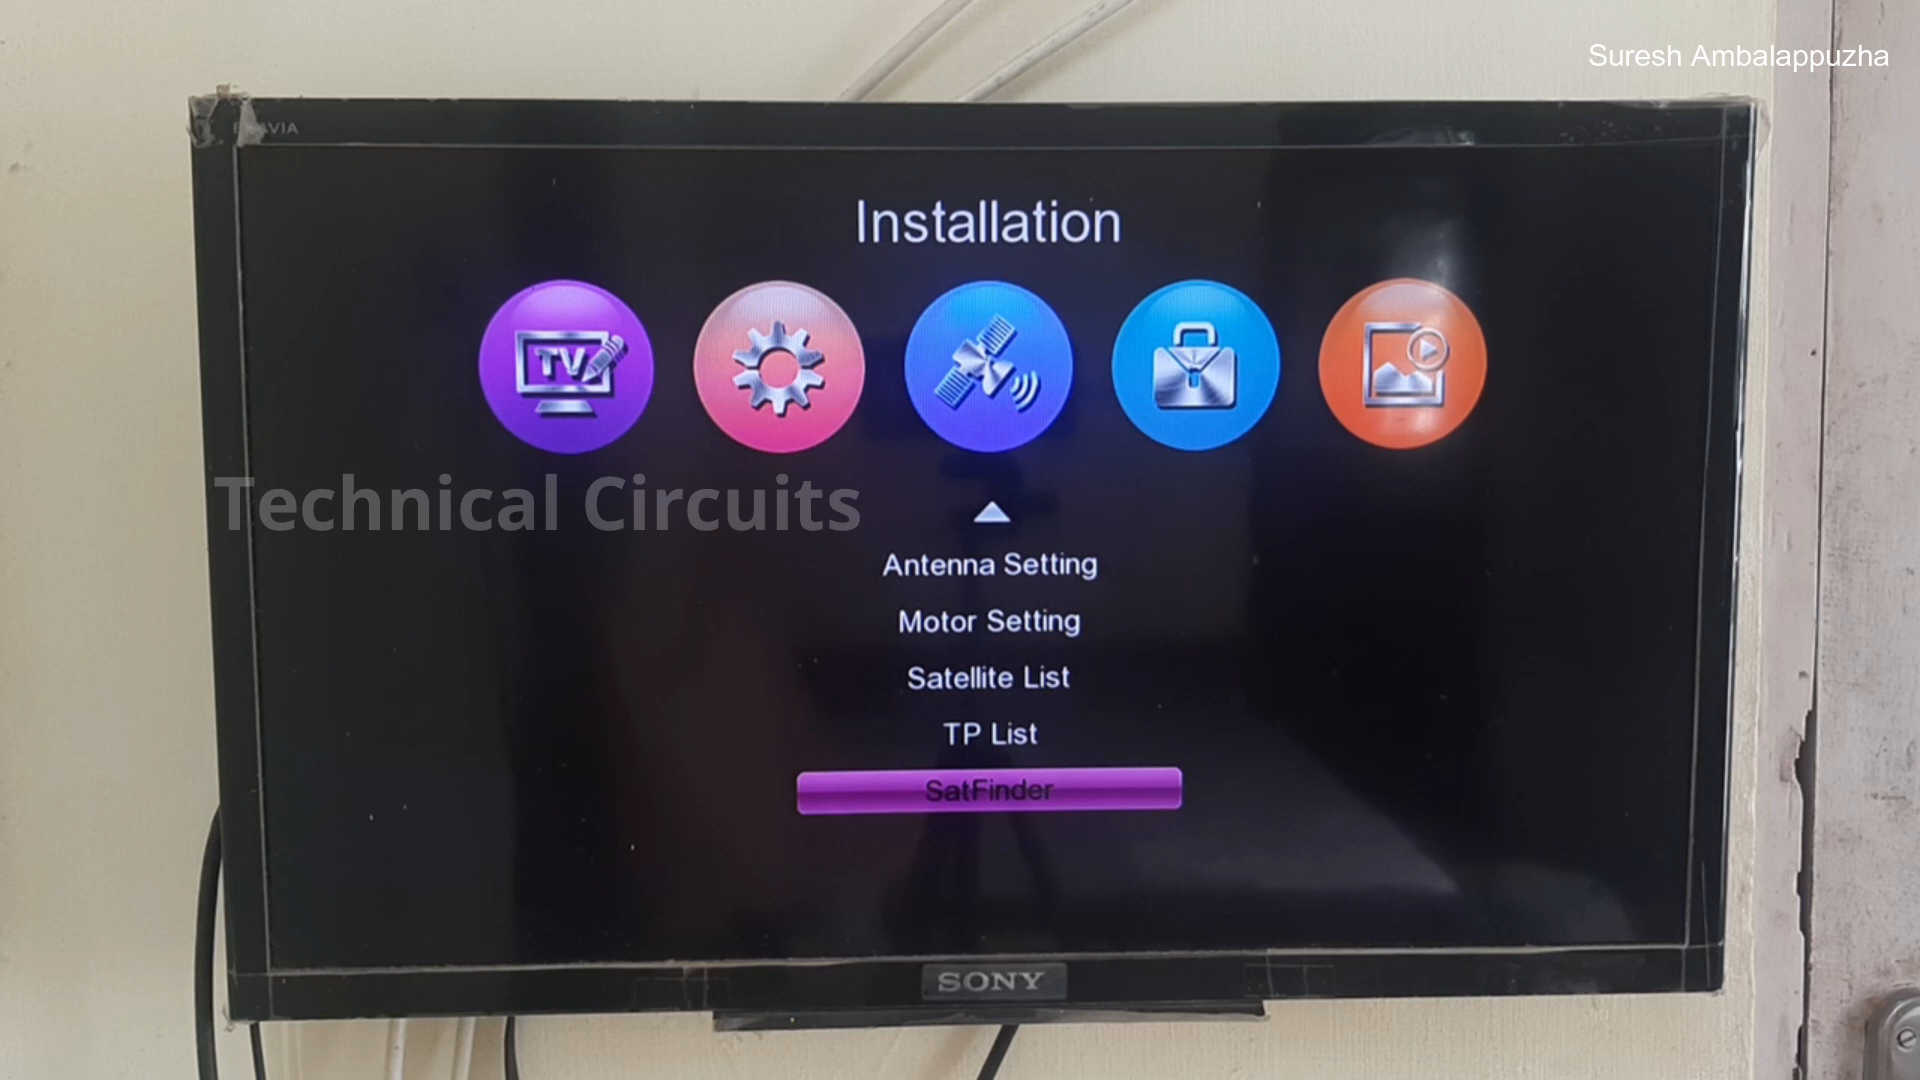 Suresh Ambalappuzha
Installation
TV
Technical Circuits
Antenna Setting
Motor Setting
Satellite List
TP List
SatFinder
SONY